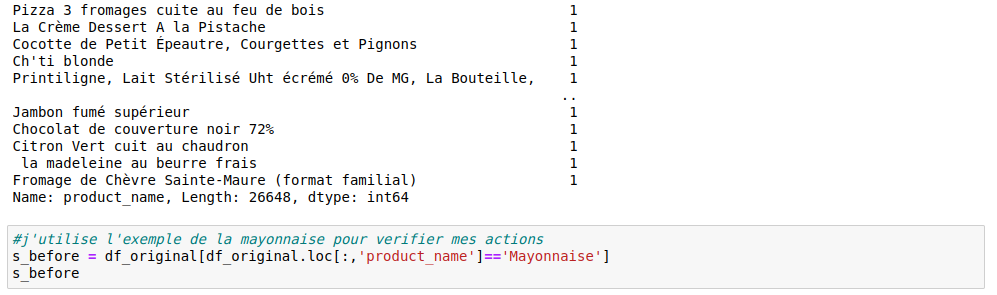 Pizza 3 fromages cuite au feu de bois 1
La Crème Dessert A la Pistache 1
Cocotte de Petit Épeautre, Courgettes et Pignons 1
Ch'ti blonde 1
Printiligne, Lait Stérilisé Uht écrémé 0% De MG, La Bouteille, 1
..
Jambon fumé supérieur 1
Chocolat de couverture noir 72% 1
Citron Vert cuit au chaudron 1
la madeleine au beurre frais 1
Fromage de Chèvre Sainte-Maure (format familial) 1
Name: product_name, Length: 26648, dtype: int64
#j'utilise l'exemple de la mayonnaise pour verifier mes actions
s_before = df_original[df_original.loc[:,'product_name']=='Mayonnaise']
s_before